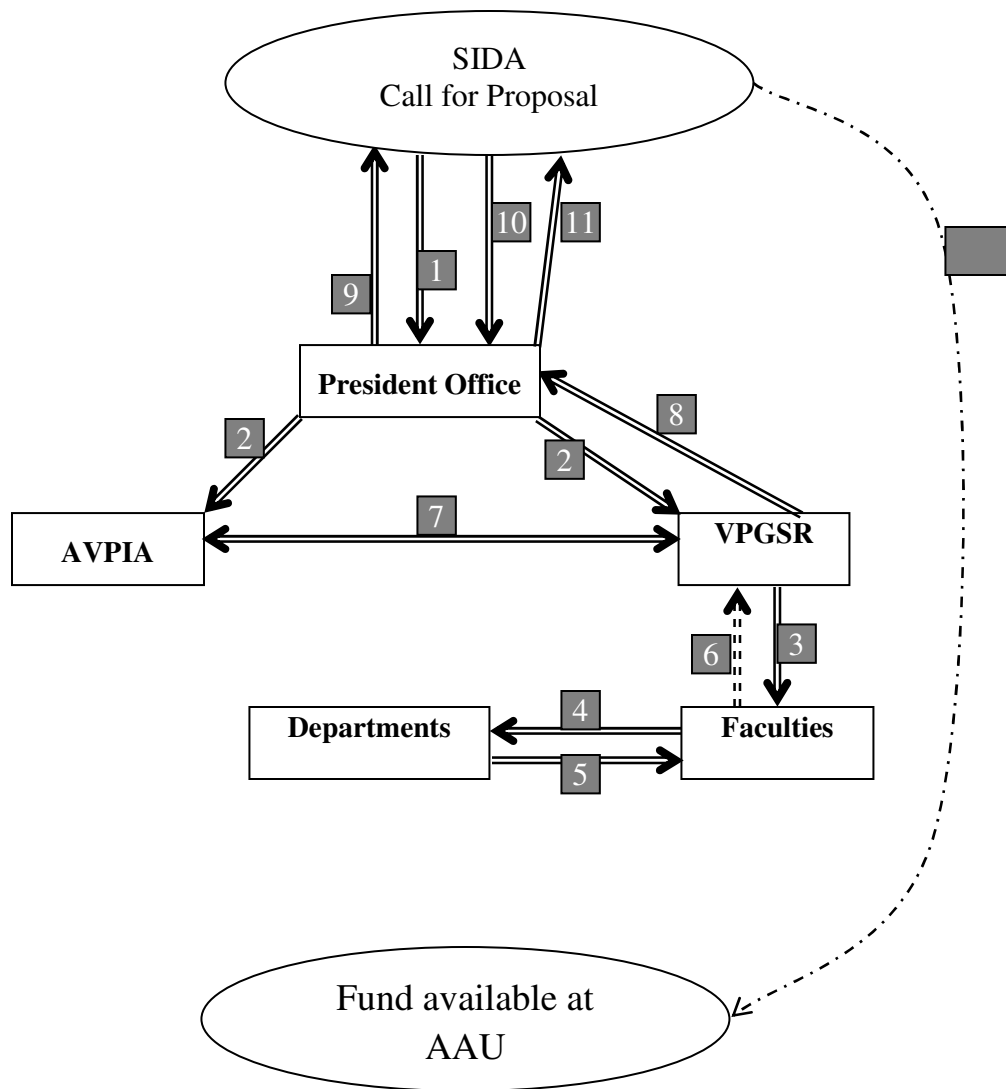 SIDA
Call for Proposal
10
11
1
9
President Office
8
2
2
7
VPGSR
AVPIA
6
3
4
Departments
Faculties
5
Fund available at
AAU